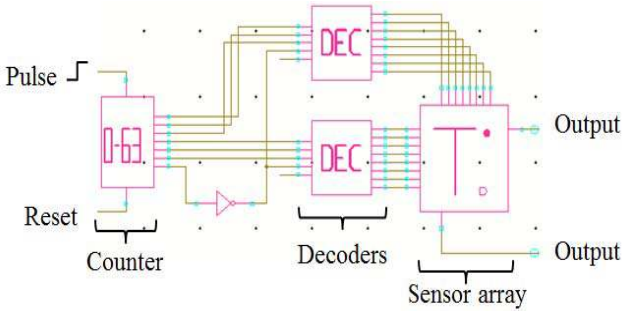 DEC
Pulse
0-63
DEC
T
D
Output
Reset
Counter
Decoders
Output
Sensor array